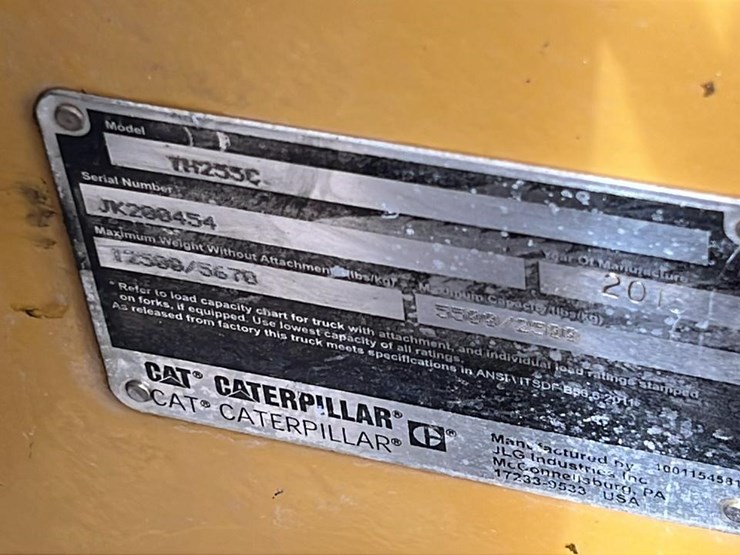 Model
TH255C
Serial Number
JK200454
Year Of Manufacture
Maximum Weight Without Attachment (lbs/kg)
12500/5670
Maximum Capacity (lbs/kg)
5500/2500
* Refer to load capacity chart for truck with attachment, and individual load ratings stamped
on forks, if equipped. Use lowest capacity of all ratings.
As released from factory this truck meets specifications in ANSI \ ITSDF
CAT® CATERPILLAR®
CAT® CATERPILLAR®
Manufactured by
JLG Industries, Inc
McConnellsburg, PA
17233-9533 USA